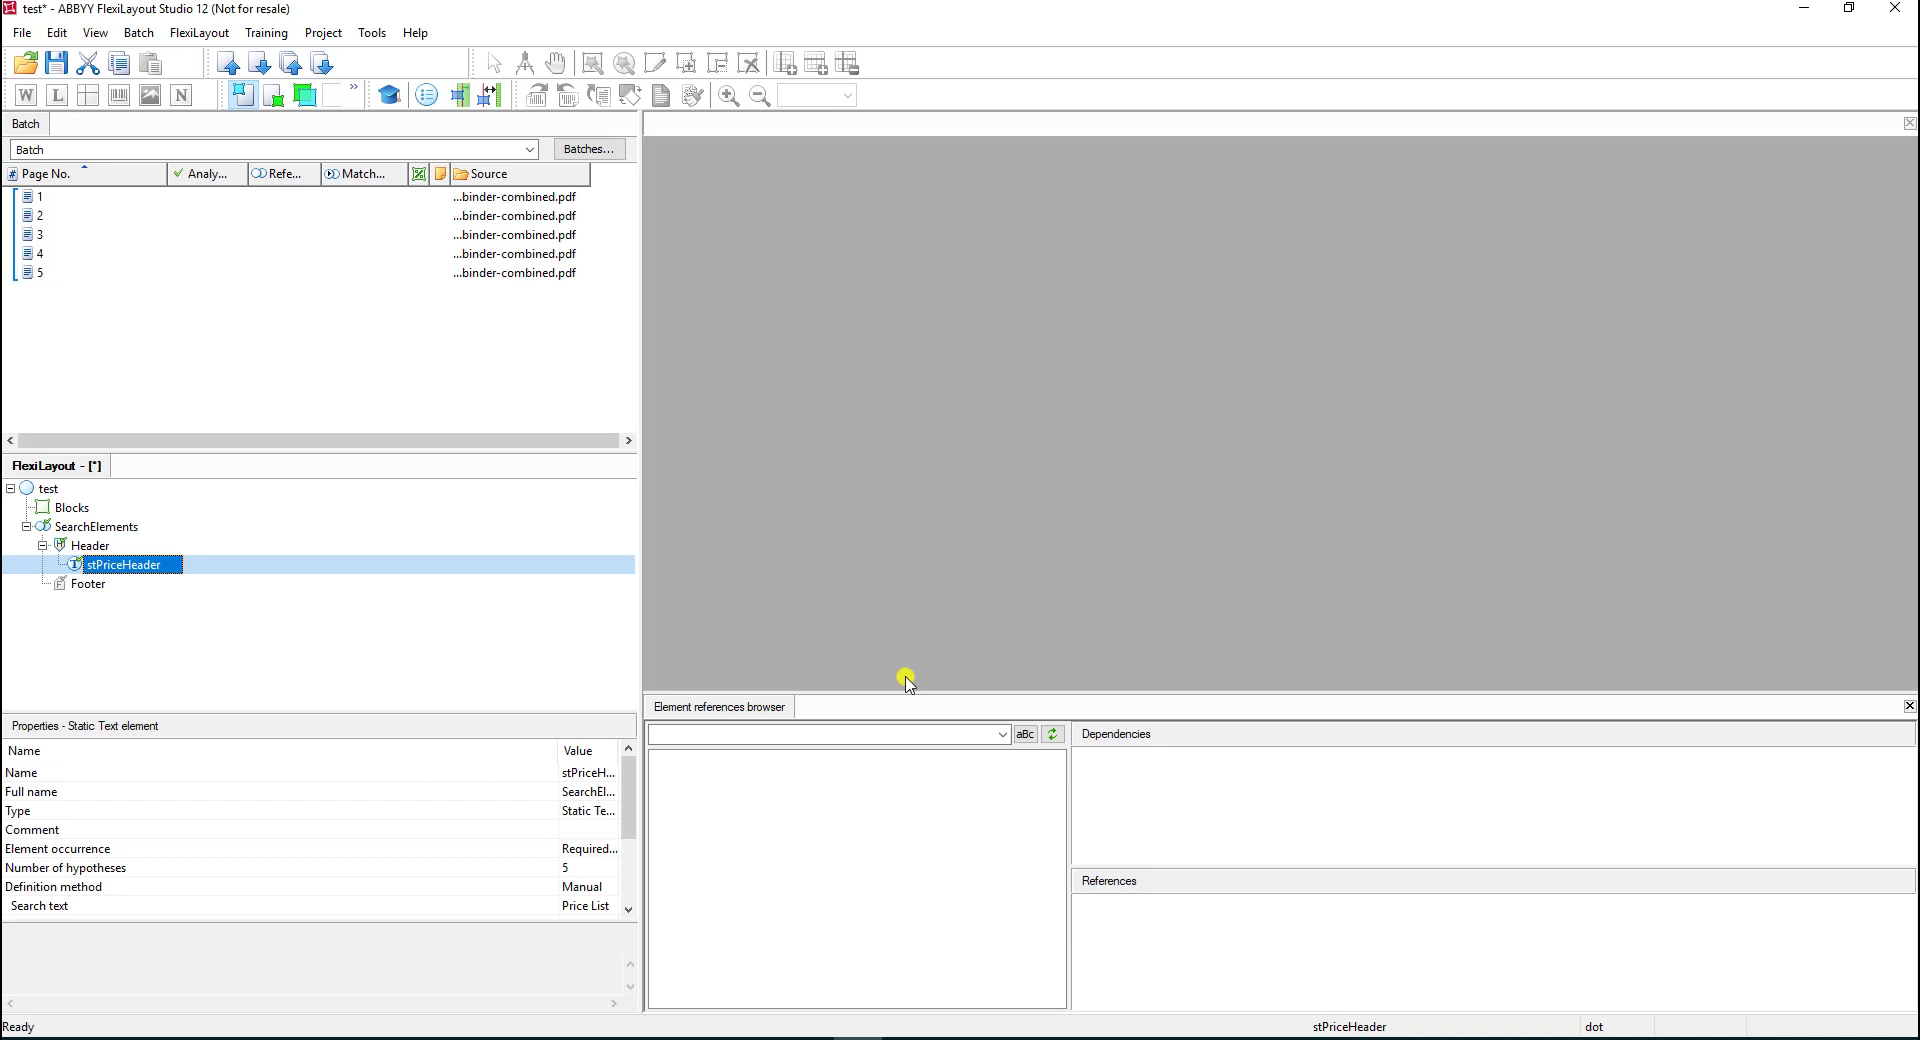 test* - ABBYY FlexiLayout Studio 12 (Not for resale)
File Edit View Batch FlexiLayout Training Project Tools Help
W L N »
Batch
Batch Batches...
# Page No. Analy... Refe... Match... Source
1 ...binder-combined.pdf
2 ...binder-combined.pdf
3 ...binder-combined.pdf
4 ...binder-combined.pdf
5 ...binder-combined.pdf
FlexiLayout - [*]
test
Blocks
SearchElements
H Header
T stPriceHeader
F Footer
Properties - Static Text element
Name Value
Name stPriceH...
Full name SearchEl...
Type Static Te...
Comment
Element occurrence Required...
Number of hypotheses 5
Definition method Manual
Search text Price List
Element references browser
aBc
Dependencies
References
Ready stPriceHeader dot